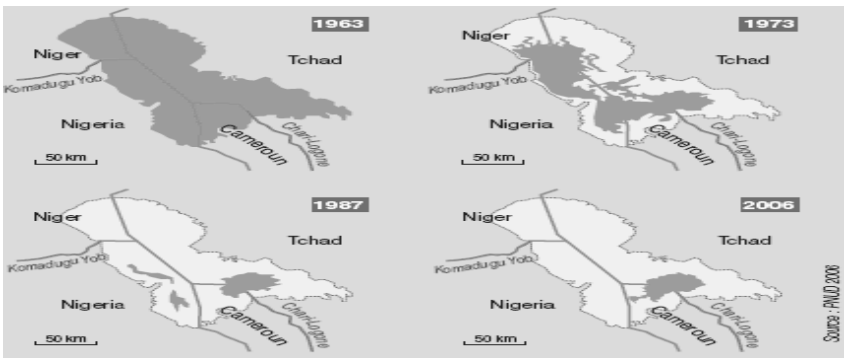 1963
Niger
Tchad
Komadugu Yob
Nigeria
Cameroun
Chari-Logone
50 km
1973
Niger
Tchad
Komadugu Yob
Nigeria
Cameroun
Chari-Logone
50 km
1987
Niger
Tchad
Komadugu Yob
Nigeria
Cameroun
Chari-Logone
50 km
2006
Niger
Tchad
Komadugu Yob
Nigeria
Cameroun
Chari-Logone
50 km
Source : PNUD 2006